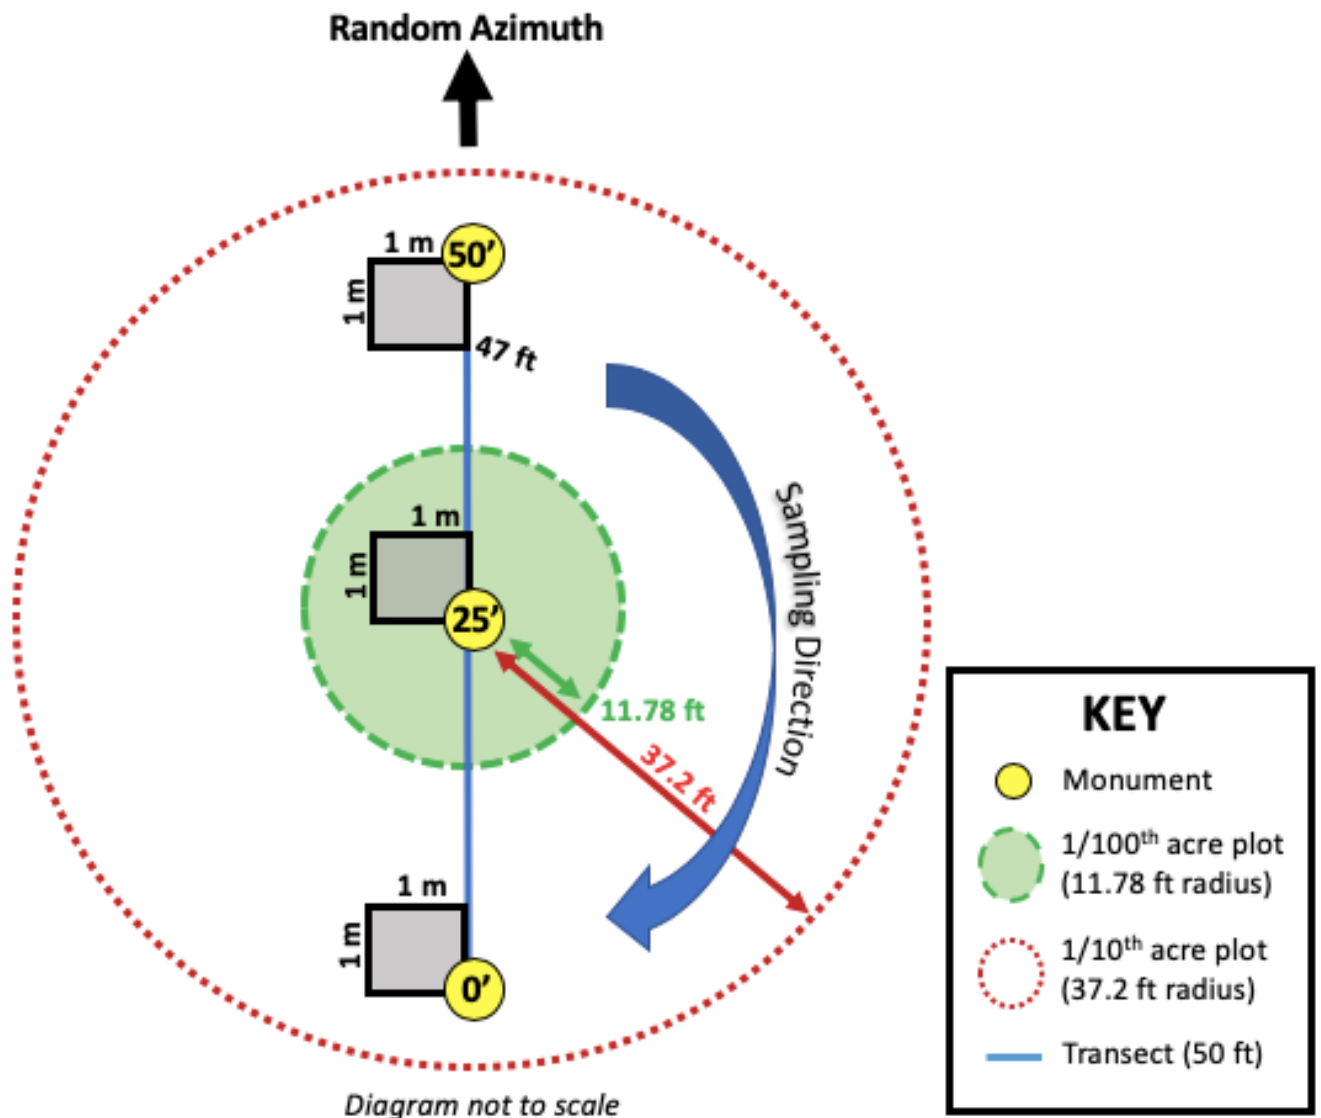 Random Azimuth
1 m
50’
1 m
47 ft
1 m
1 m
25’
Sampling Direction
11.78 ft
37.2 ft
1 m
1 m
0’
Diagram not to scale
KEY
Monument
1/100th acre plot
(11.78 ft radius)
1/10th acre plot
(37.2 ft radius)
Transect (50 ft)